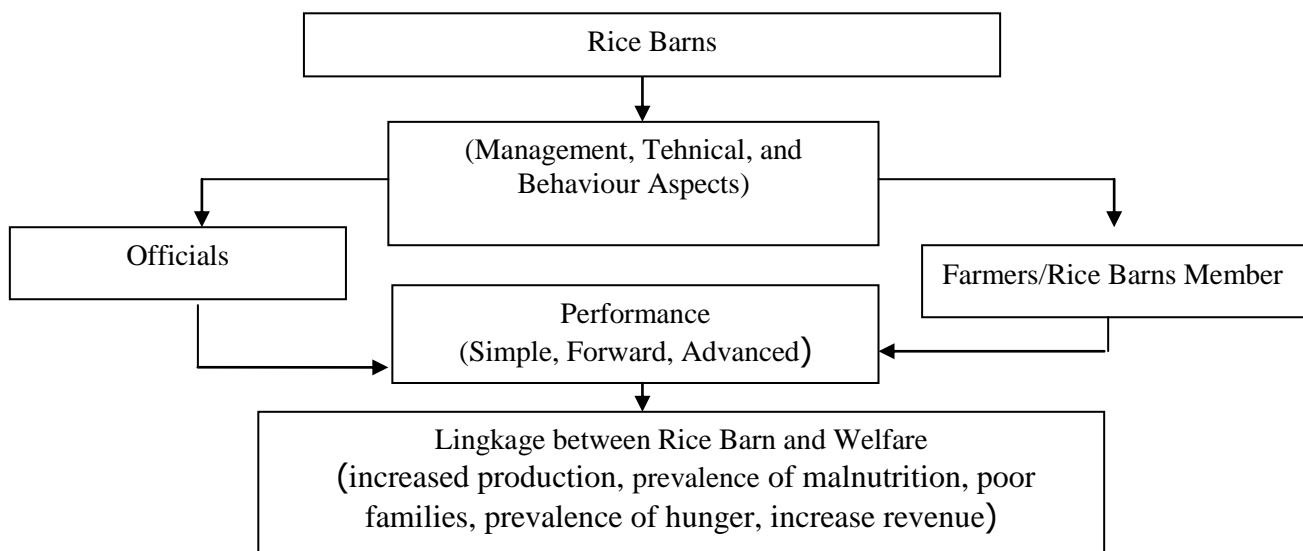 Rice Barns
(Management, Tehnical, and
Behaviour Aspects)
Officials
Farmers/Rice Barns Member
Performance
(Simple, Forward, Advanced)
Lingkage between Rice Barn and Welfare
(increased production, prevalence of malnutrition, poor
families, prevalence of hunger, increase revenue)